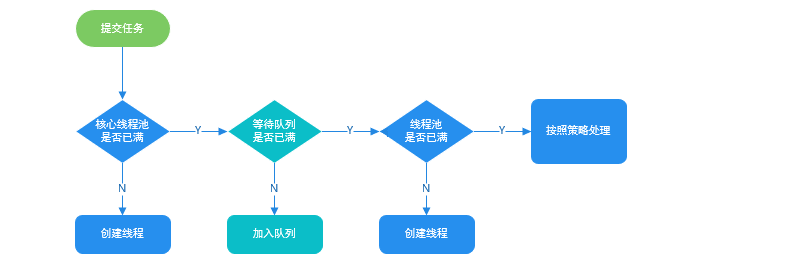 提交任务
核心线程池
是否已满
Y
等待队列
是否已满
Y
线程池
是否已满
Y
按照策略处理
N
N
N
创建线程
加入队列
创建线程